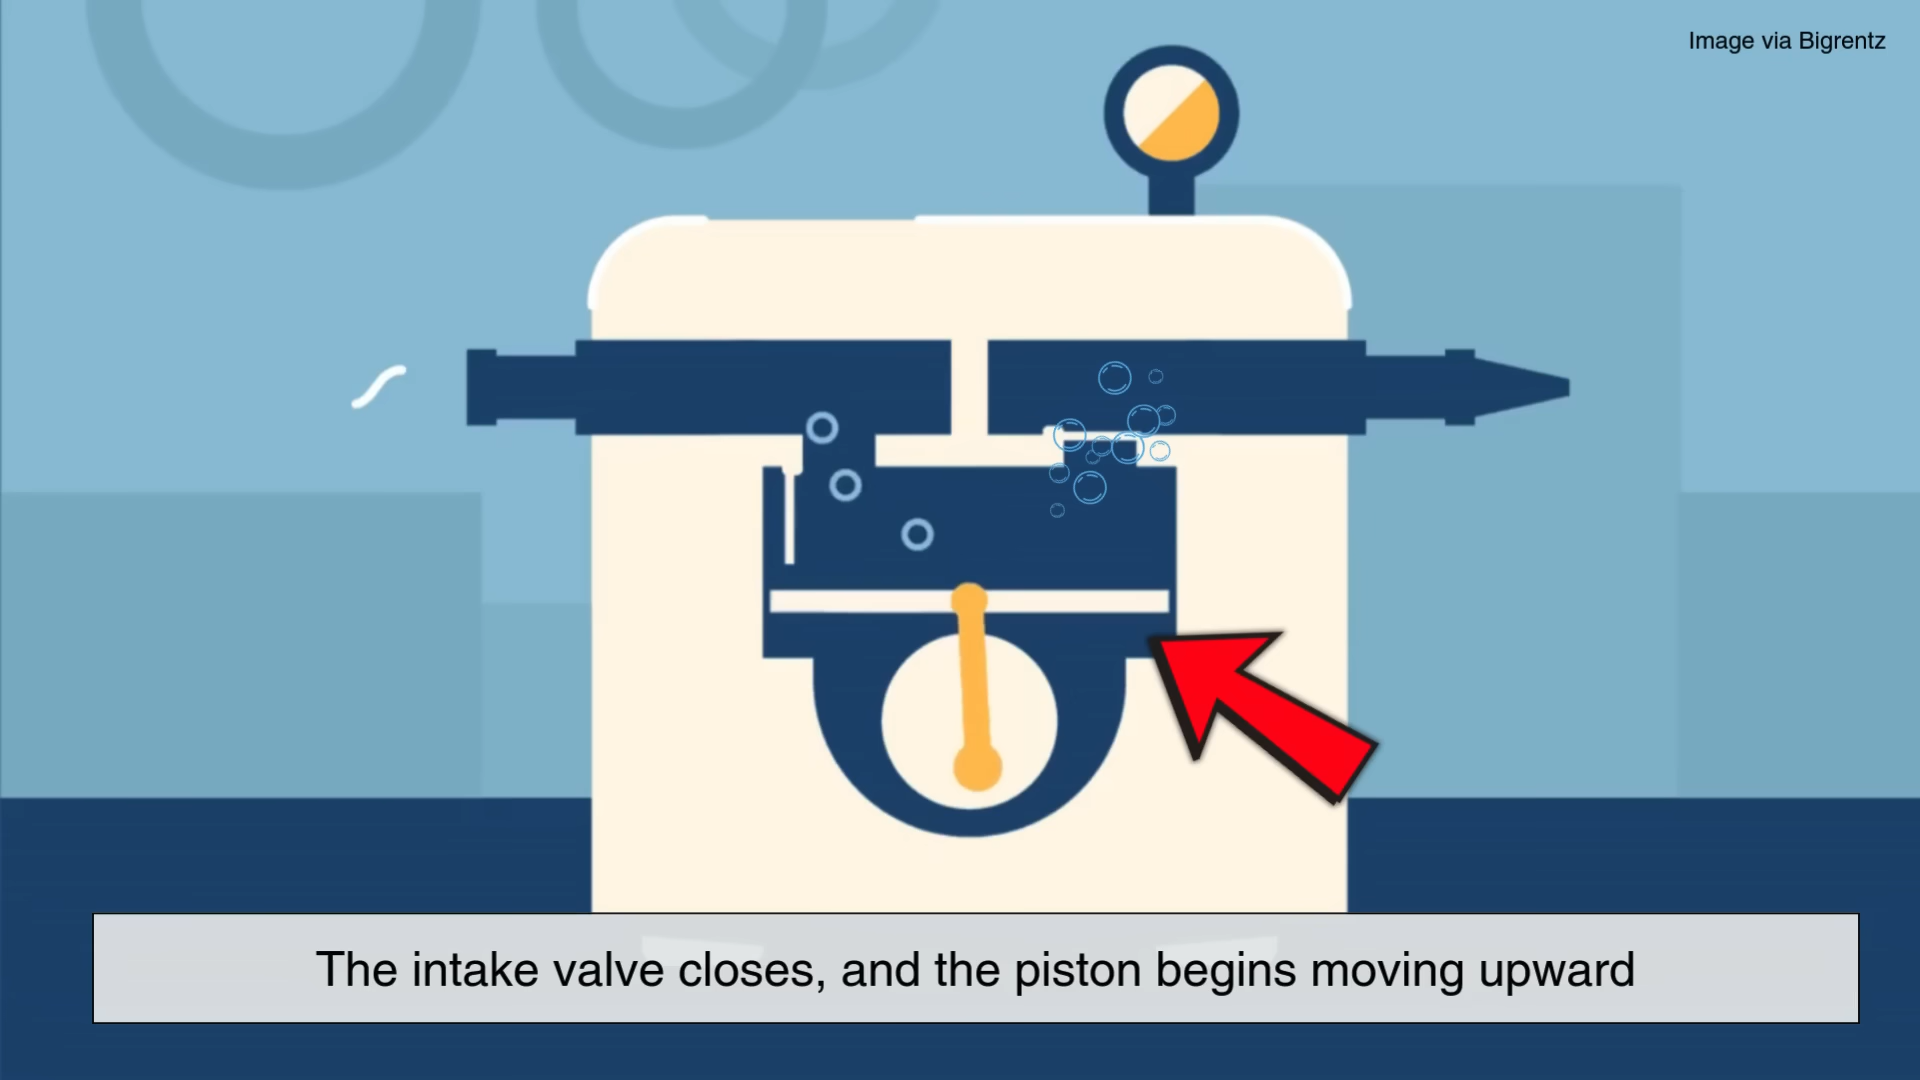 Image via Bigrentz
The intake valve closes, and the piston begins moving upward